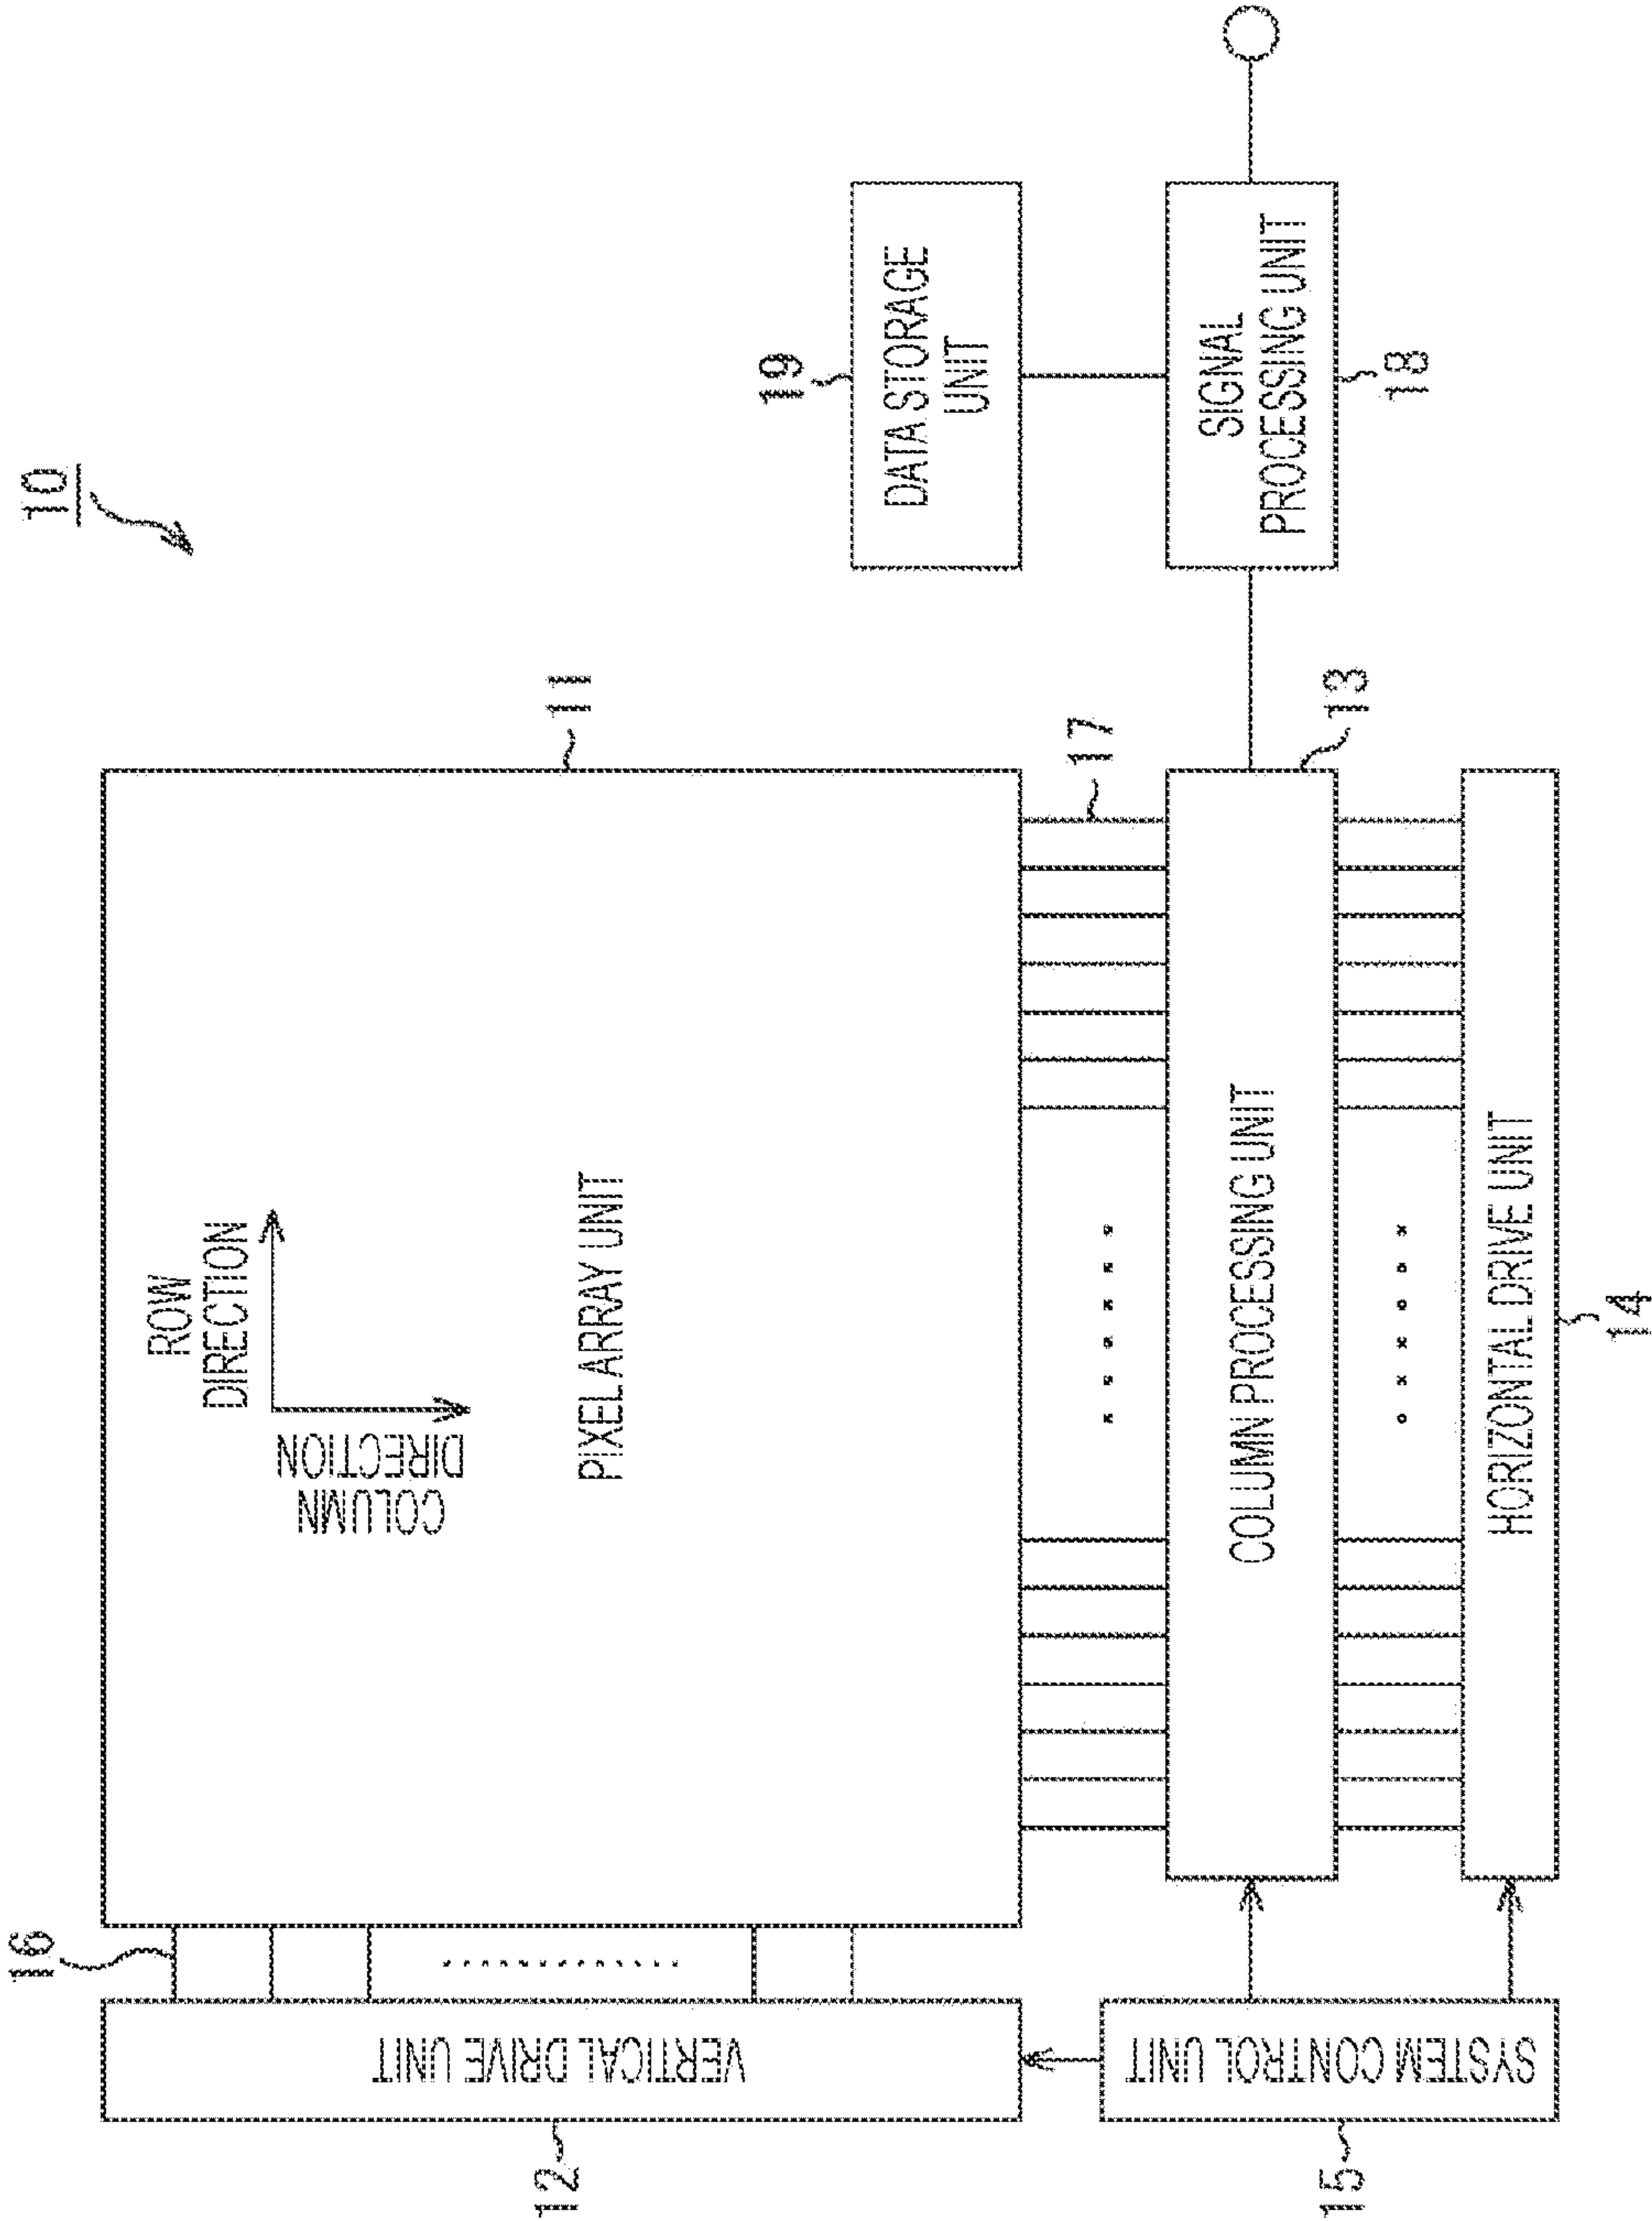 10
11
ROW
DIRECTION
COLUMN
DIRECTION
PIXEL ARRAY UNIT
16
VERTICAL DRIVE UNIT
12
19
DATA STORAGE
UNIT
17
COLUMN PROCESSING UNIT
13
SIGNAL
PROCESSING UNIT
18
SYSTEM CONTROL UNIT
15
HORIZONTAL DRIVE UNIT
14